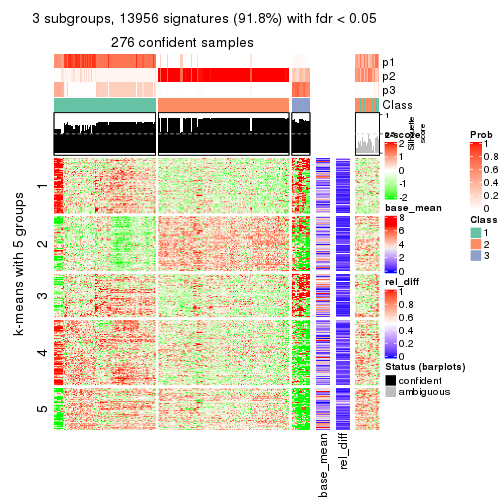 3 subgroups, 13956 signatures (91.8%) with fdr < 0.05
276 confident samples
p1
p2
p3
Class
1
Silhouette
score
z-score
2
1
0
-1
-2
base_mean
8
6
4
2
0
rel_diff
1
0.8
0.6
0.4
0.2
0
Prob
1
0.8
0.6
0.4
0.2
0
Class
1
2
3
Status (barplots)
confident
ambiguous
k-means with 5 groups
1
2
3
4
5
base_mean
rel_diff